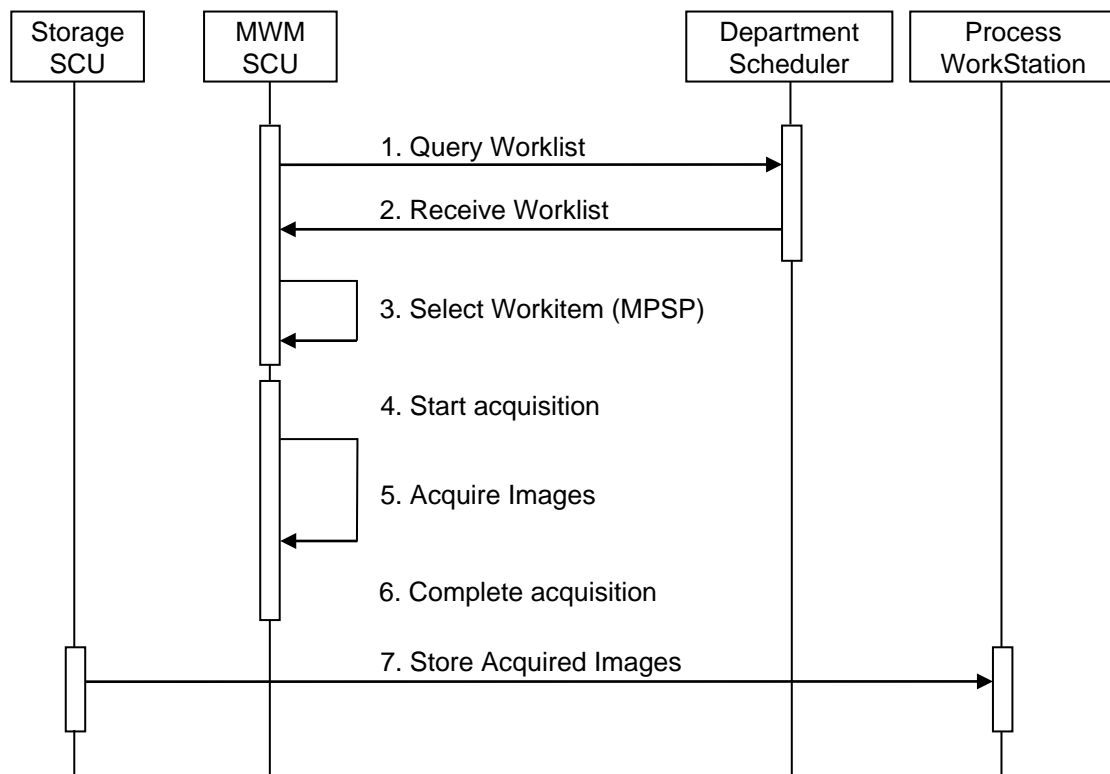 Storage
SCU
MWM
SCU
Department
Scheduler
Process
WorkStation
1. Query Worklist
2. Receive Worklist
3. Select Workitem (MPSP)
4. Start acquisition
5. Acquire Images
6. Complete acquisition
7. Store Acquired Images